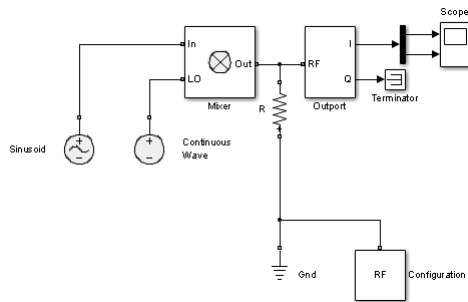 Scope
In
LO
Out
Mixer
RF
I
Q
Outport
Terminator
R
Sinusoid
Continuous
Wave
Gnd
RF
Configuration